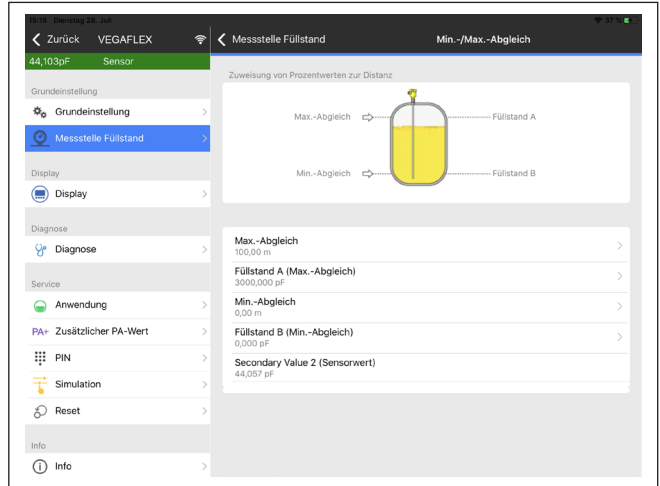 15:15 Dienstag 28. Juli
37 %
Zurück VEGAFLEX
Messstelle Füllstand
Min.-/Max.-Abgleich
44,103pF Sensor
Grundeinstellung
Grundeinstellung
Messstelle Füllstand
Display
Display
Diagnose
Diagnose
Service
Anwendung
PA+ Zusätzlicher PA-Wert
PIN
Simulation
Reset
Info
Info
Zuweisung von Prozentwerten zur Distanz
Max.-Abgleich
Füllstand A
Min.-Abgleich
Füllstand B
Max.-Abgleich
100,00 m
Füllstand A (Max.-Abgleich)
3000,000 pF
Min.-Abgleich
0,00 m
Füllstand B (Min.-Abgleich)
0,000 pF
Secondary Value 2 (Sensorwert)
44,057 pF